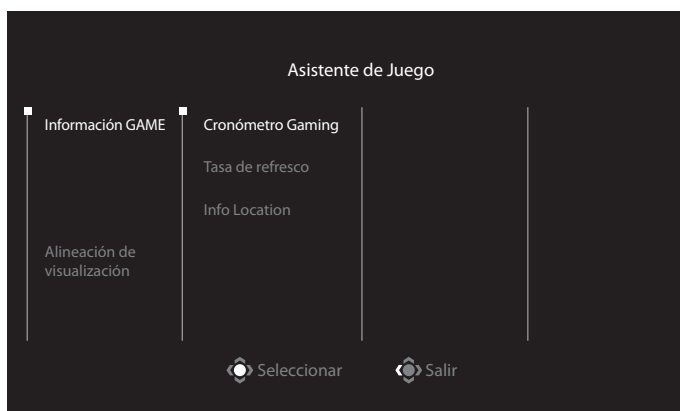 Asistente de Juego
Información GAME
Cronómetro Gaming
Tasa de refresco
Info Location
Alineación de
visualización
Seleccionar
Salir